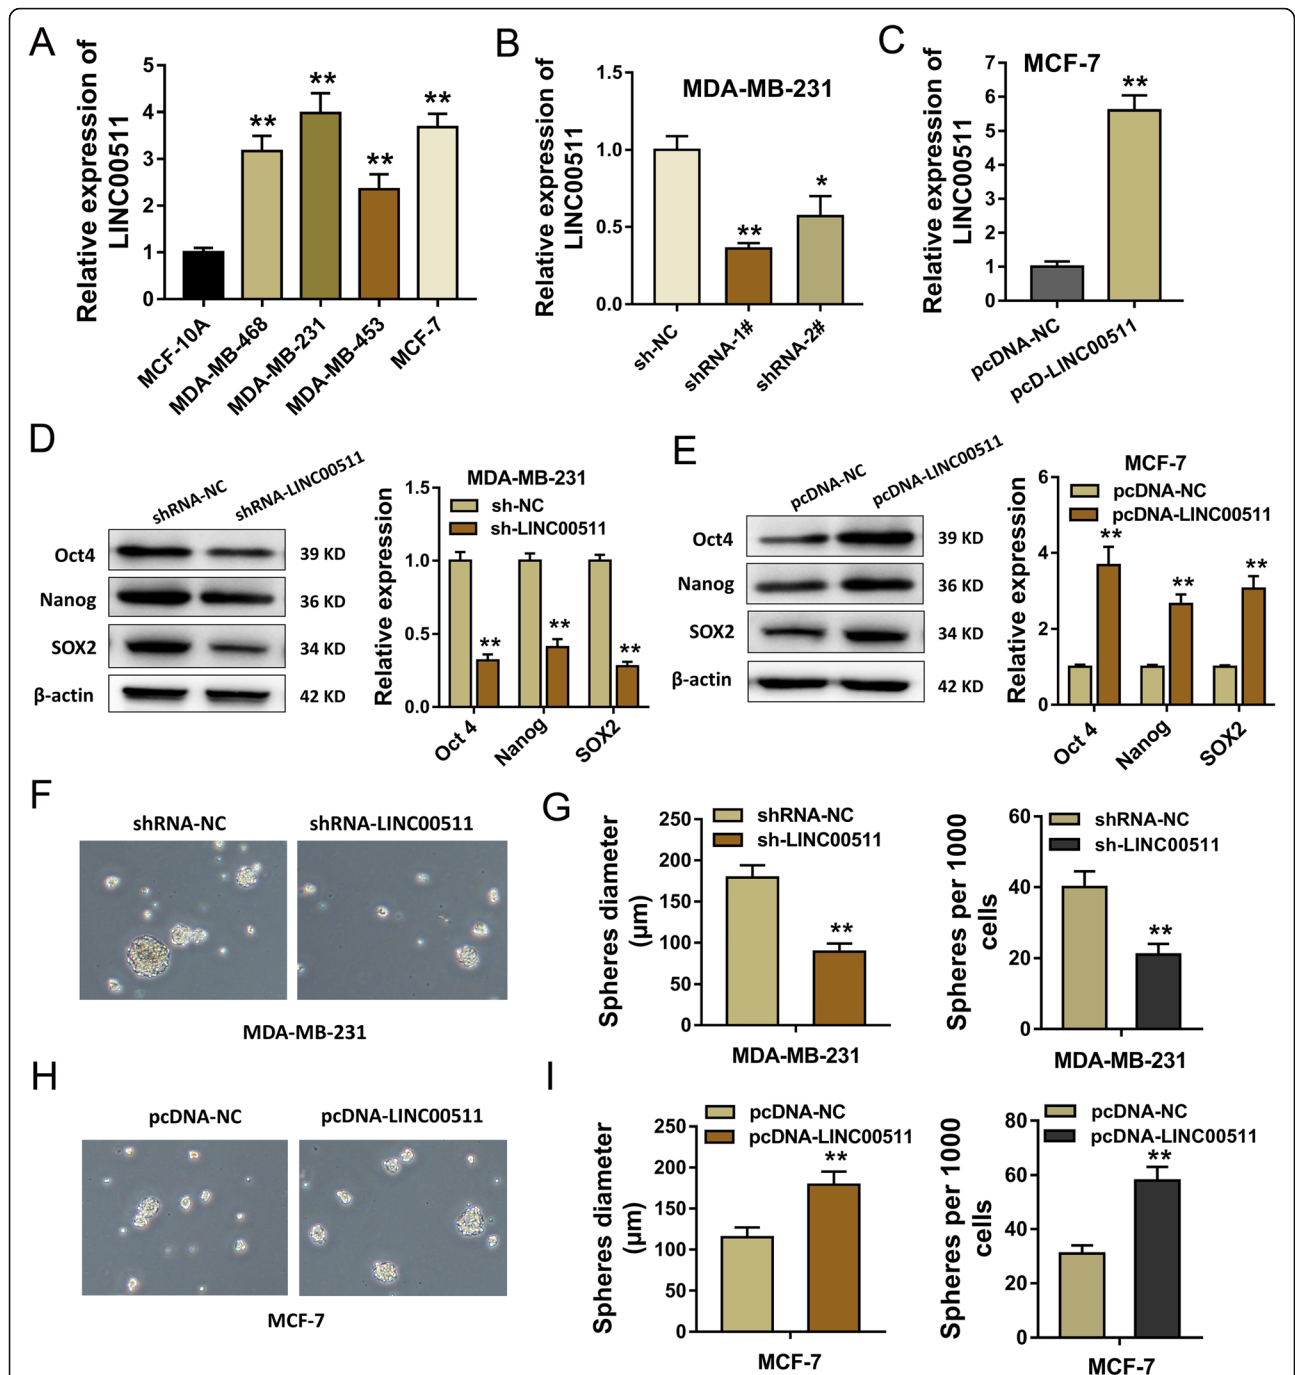 A
Relative expression of
LINC00511
5
4
3
2
1
0
**
**
**
**
MCF-10A
MDA-MB-468
MDA-MB-231
MDA-MB-453
MCF-7
B
Relative expression of
LINC00511
1.5
1.0
0.5
0.0
MDA-MB-231
**
*
sh-NC
shRNA-1#
shRNA-2#
C
Relative expression of
LINC00511
7
6
5
4
3
2
1
0
MCF-7
**
pcDNA-NC
pcD-LINC00511
D
shRNA-NC
shRNA-LINC00511
Oct4
39 KD
Nanog
36 KD
SOX2
34 KD
β-actin
42 KD
Relative expression
1.5
1.0
0.5
0.0
MDA-MB-231
sh-NC
sh-LINC00511
**
**
**
Oct 4
Nanog
SOX2
E
pcDNA-NC
pcDNA-LINC00511
Oct4
39 KD
Nanog
36 KD
SOX2
34 KD
β-actin
42 KD
Relative expression
6
4
2
0
MCF-7
pcDNA-NC
pcDNA-LINC00511
**
**
**
Oct 4
Nanog
SOX2
F
shRNA-NC
shRNA-LINC00511
MDA-MB-231
G
Spheres diameter
(μm)
250
200
150
100
50
0
shRNA-NC
sh-LINC00511
**
MDA-MB-231
Spheres per 1000
cells
60
40
20
0
shRNA-NC
sh-LINC00511
**
MDA-MB-231
H
pcDNA-NC
pcDNA-LINC00511
MCF-7
I
Spheres diameter
(μm)
250
200
150
100
50
0
pcDNA-NC
pcDNA-LINC00511
**
MCF-7
Spheres per 1000
cells
80
60
40
20
0
pcDNA-NC
pcDNA-LINC00511
**
MCF-7